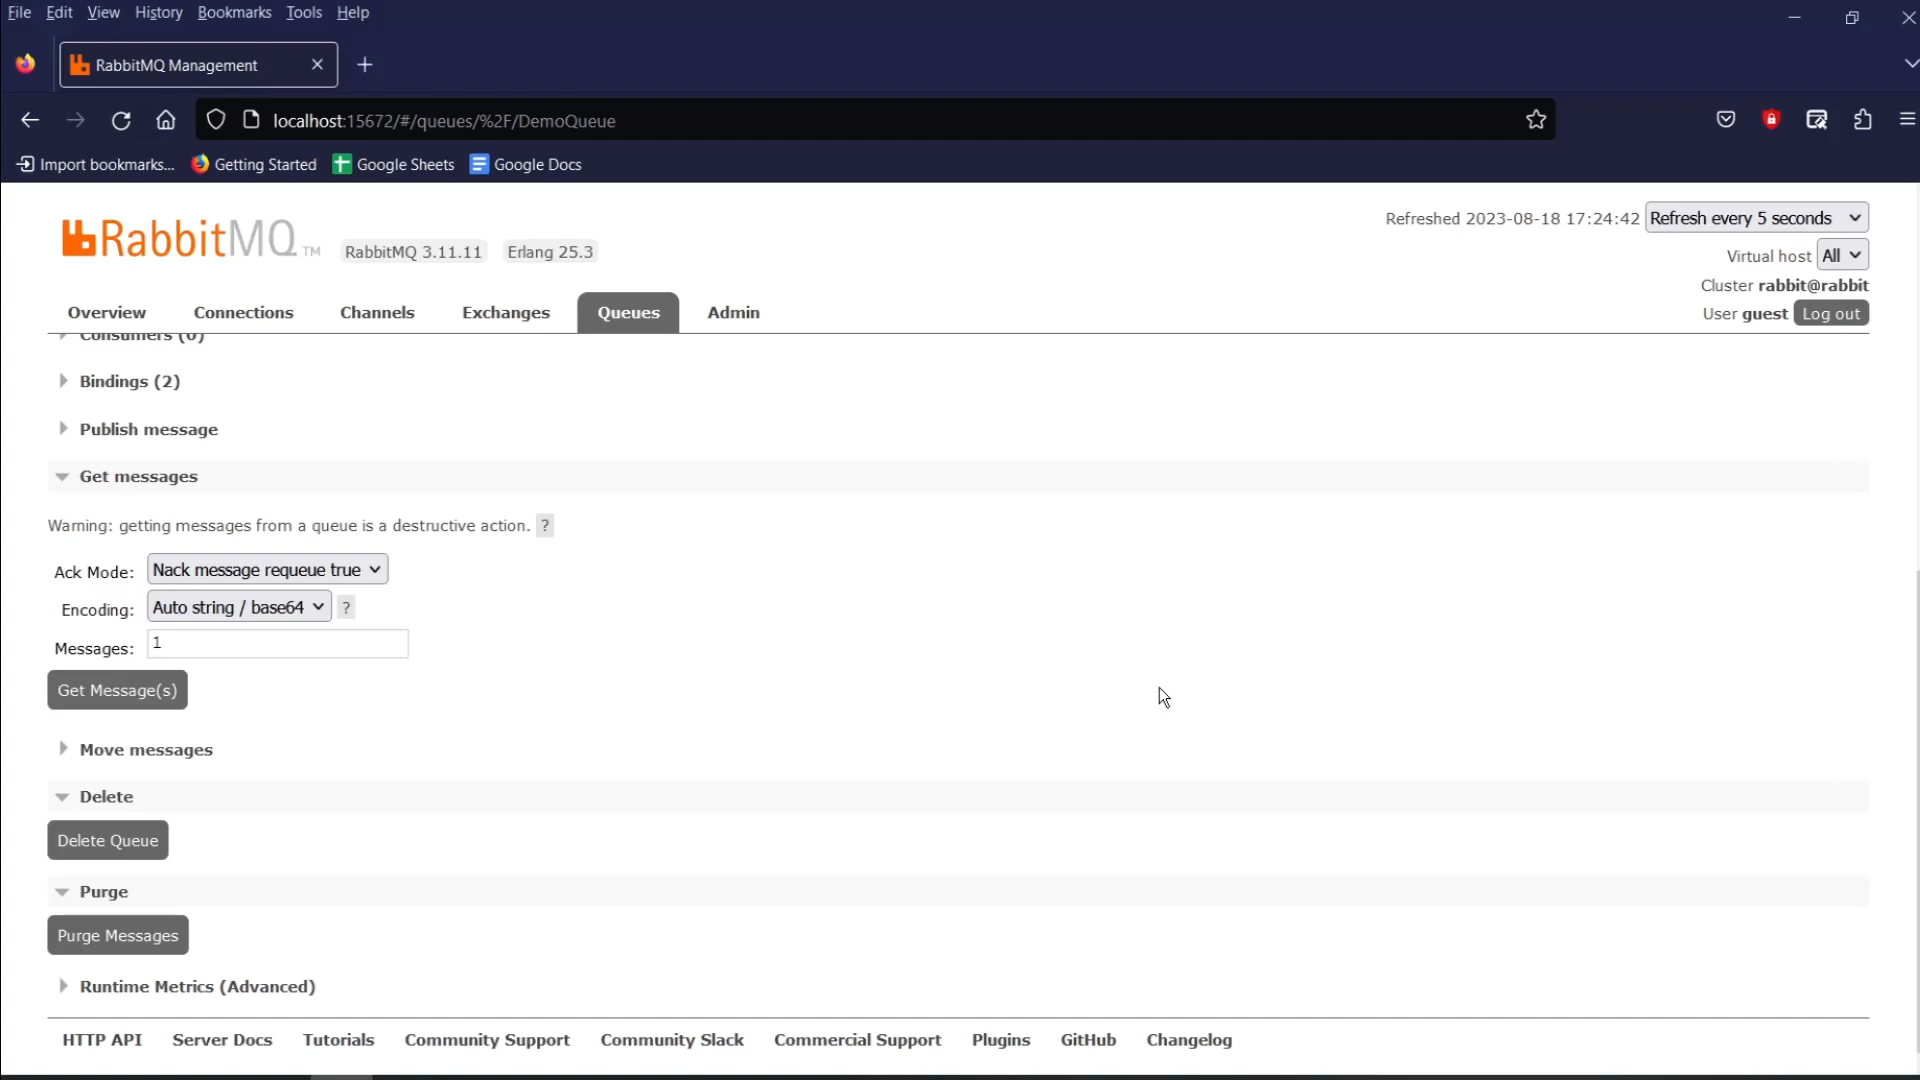 File Edit View History Bookmarks Tools Help
RabbitMQ Management
localhost:15672/#/queues/%2F/DemoQueue
Import bookmarks... Getting Started Google Sheets Google Docs
RabbitMQ TM RabbitMQ 3.11.11 Erlang 25.3
Refreshed 2023-08-18 17:24:42 Refresh every 5 seconds
Virtual host All
Cluster rabbit@rabbit
User guest Log out
Overview Connections Channels Exchanges Queues Admin
Consumers (0)
Bindings (2)
Publish message
Get messages
Warning: getting messages from a queue is a destructive action. ?
Ack Mode: Nack message requeue true
Encoding: Auto string / base64 ?
Messages: 1
Get Message(s)
Move messages
Delete
Delete Queue
Purge
Purge Messages
Runtime Metrics (Advanced)
HTTP API Server Docs Tutorials Community Support Community Slack Commercial Support Plugins GitHub Changelog